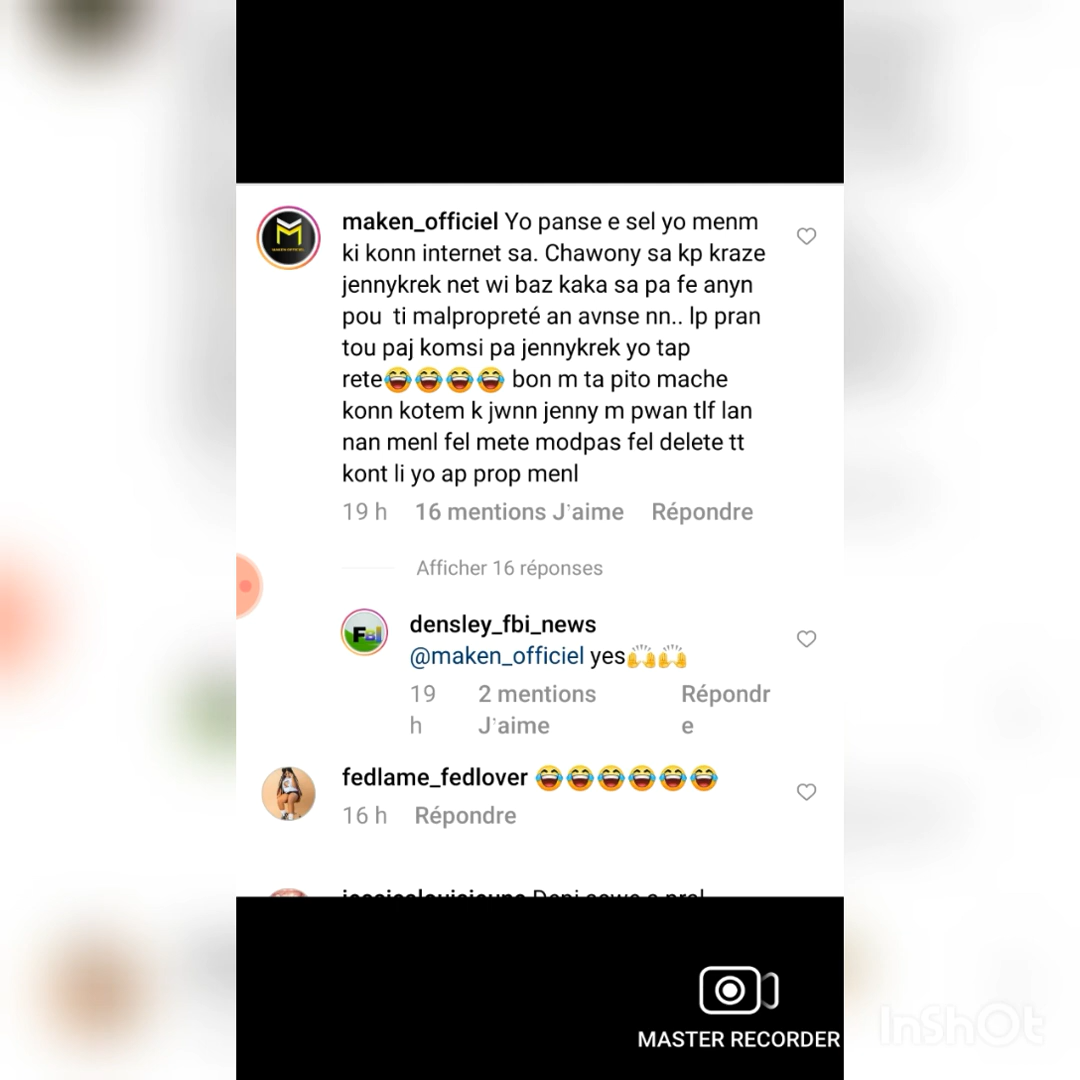 maken_officiel Yo panse e sel yo menm
ki konn internet sa. Chawony sa kp kraze
jennykrek net wi baz kaka sa pa fe anyn
pou ti malpropreté an avnse nn.. lp pran
tou paj komsi pa jennykrek yo tap
rete😂😂😂😂 bon m ta pito mache
konn kotem k jwnn jenny m pwan tlf lan
nan menl fel mete modpas fel delete tt
kont li yo ap prop menl
19 h 16 mentions J'aime Répondre
Afficher 16 réponses
FBI
densley_fbi_news
@maken_officiel yes🙌🙌
19 h 2 mentions J'aime Répondre
fedlame_fedlover 😂😂😂😂😂😂
16 h Répondre
MASTER RECORDER
InShOt